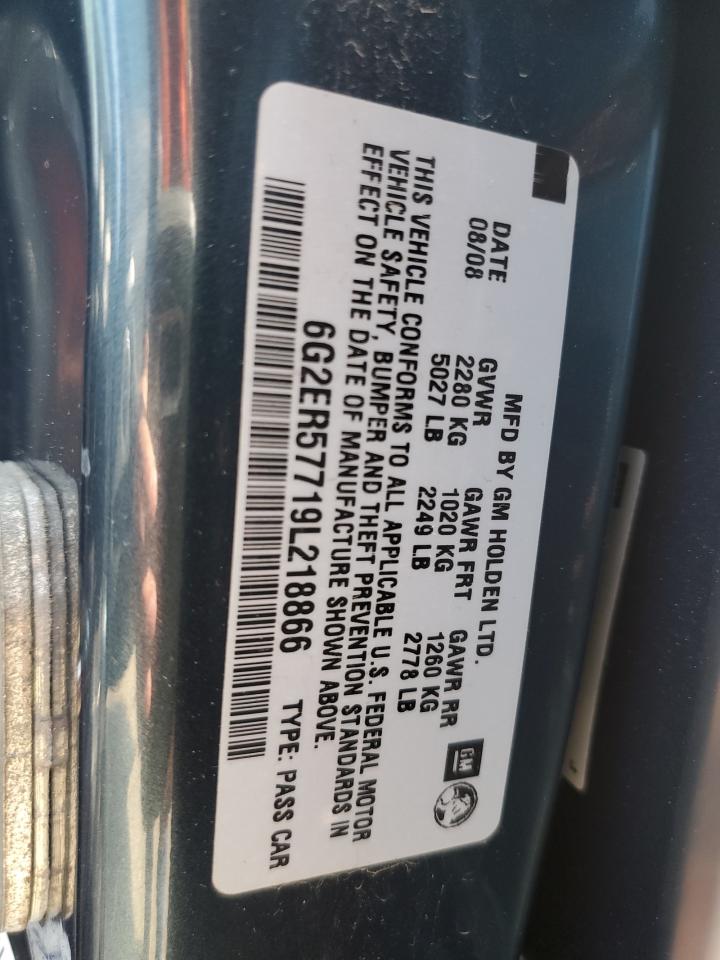 MFD BY GM HOLDEN LTD.
DATE GVWR GAWR FRT GAWR RR
08/08 2280 KG 1020 KG 1260 KG
5027 LB 2249 LB 2778 LB
GM
THIS VEHICLE CONFORMS TO ALL APPLICABLE U.S. FEDERAL MOTOR
VEHICLE SAFETY, BUMPER AND THEFT PREVENTION STANDARDS IN
EFFECT ON THE DATE OF MANUFACTURE SHOWN ABOVE.
6G2ER57719L218866 TYPE: PASS CAR